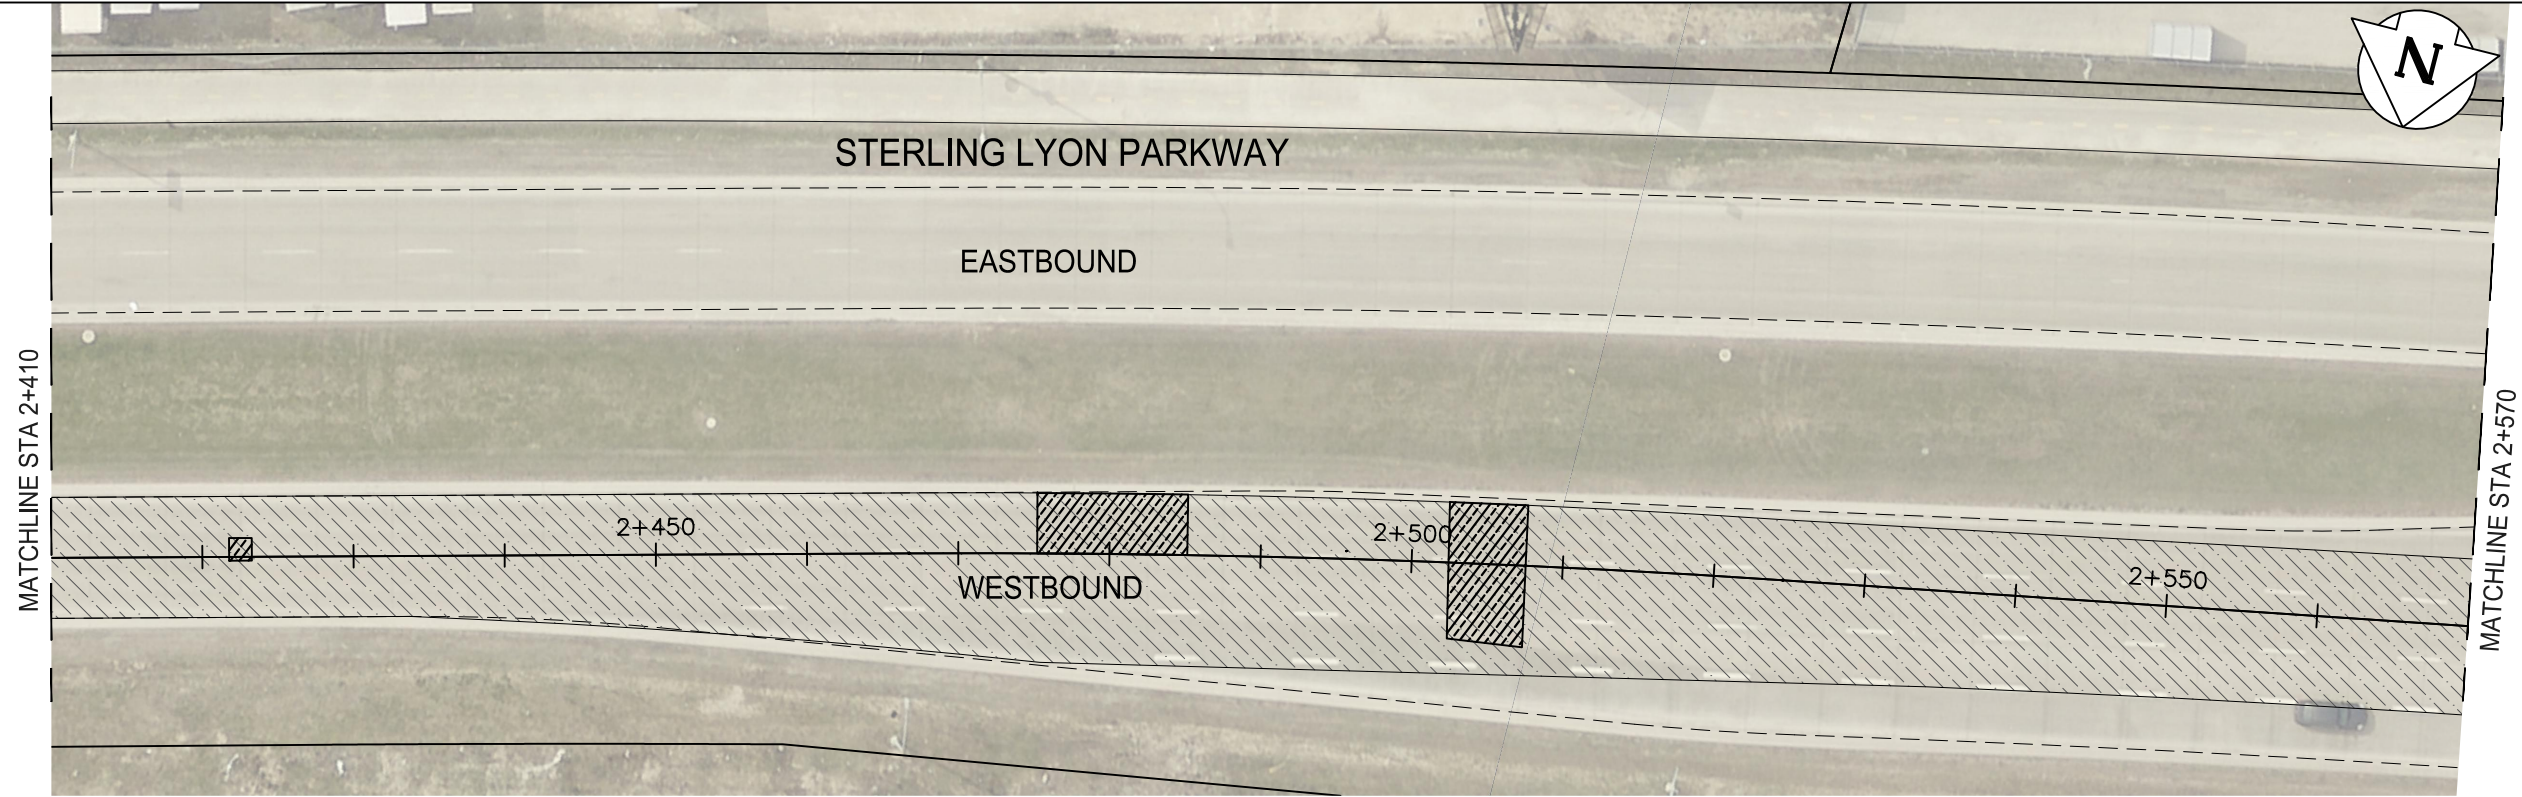 N
STERLING LYON PARKWAY
EASTBOUND
MATCHLINE STA 2+410
MATCHLINE STA 2+570
2+450
2+500
2+550
WESTBOUND